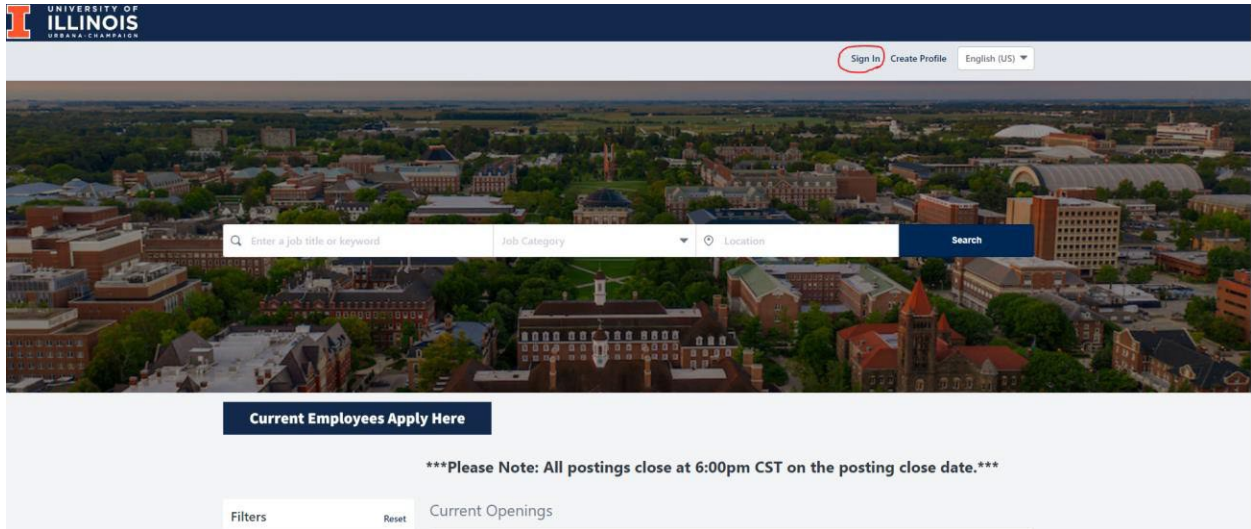 UNIVERSITY OF
ILLINOIS
URBANA-CHAMPAIGN
Sign In Create Profile English (US)
Enter a job title or keyword Job Category Location Search
Current Employees Apply Here
***Please Note: All postings close at 6:00pm CST on the posting close date.***
Filters Reset Current Openings